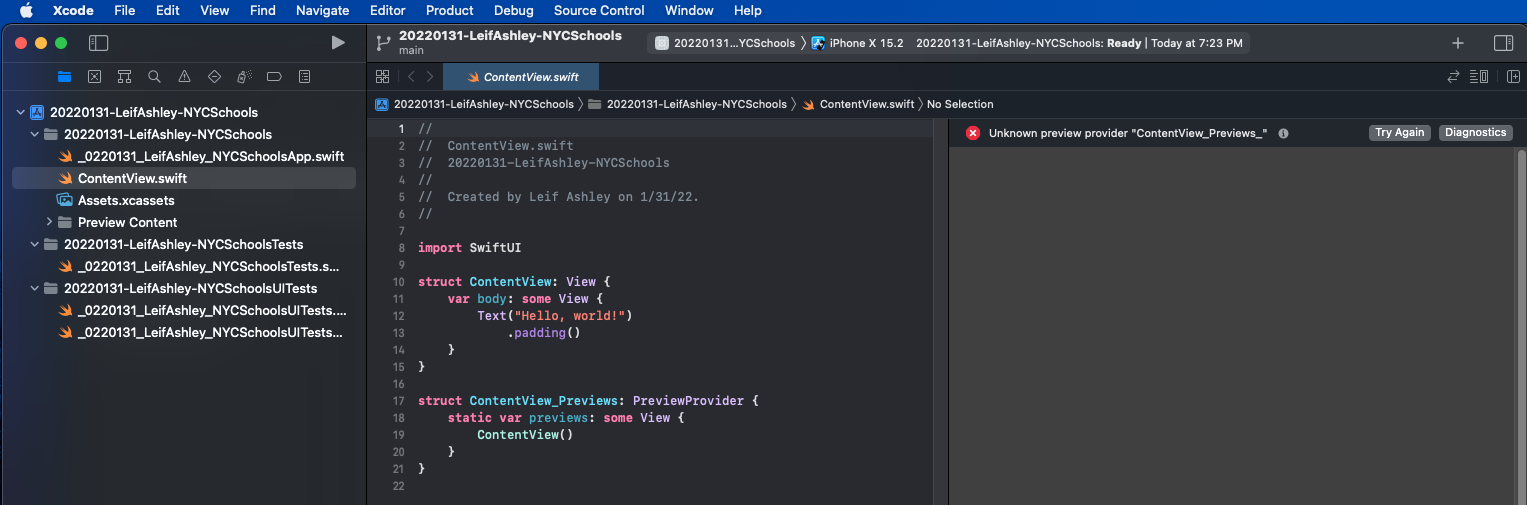 Xcode File Edit View Find Navigate Editor Product Debug Source Control Window Help
20220131-LeifAshley-NYCSchools
main
20220131...YCSchools iPhone X 15.2 20220131-LeifAshley-NYCSchools: Ready | Today at 7:23 PM
ContentView.swift
20220131-LeifAshley-NYCSchools
20220131-LeifAshley-NYCSchools
_0220131_LeifAshley_NYCSchoolsApp.swift
ContentView.swift
Assets.xcassets
Preview Content
20220131-LeifAshley-NYCSchoolsTests
_0220131_LeifAshley_NYCSchoolsTests.s...
20220131-LeifAshley-NYCSchoolsUITests
_0220131_LeifAshley_NYCSchoolsUITests....
_0220131_LeifAshley_NYCSchoolsUITests...
20220131-LeifAshley-NYCSchools 20220131-LeifAshley-NYCSchools ContentView.swift No Selection
1 //
2 //  ContentView.swift
3 //  20220131-LeifAshley-NYCSchools
4 //
5 //  Created by Leif Ashley on 1/31/22.
6 //
7
8 import SwiftUI
9
10 struct ContentView: View {
11     var body: some View {
12         Text("Hello, world!")
13             .padding()
14     }
15 }
16
17 struct ContentView_Previews: PreviewProvider {
18     static var previews: some View {
19         ContentView()
20     }
21 }
22
Unknown preview provider "ContentView_Previews_" Try Again Diagnostics